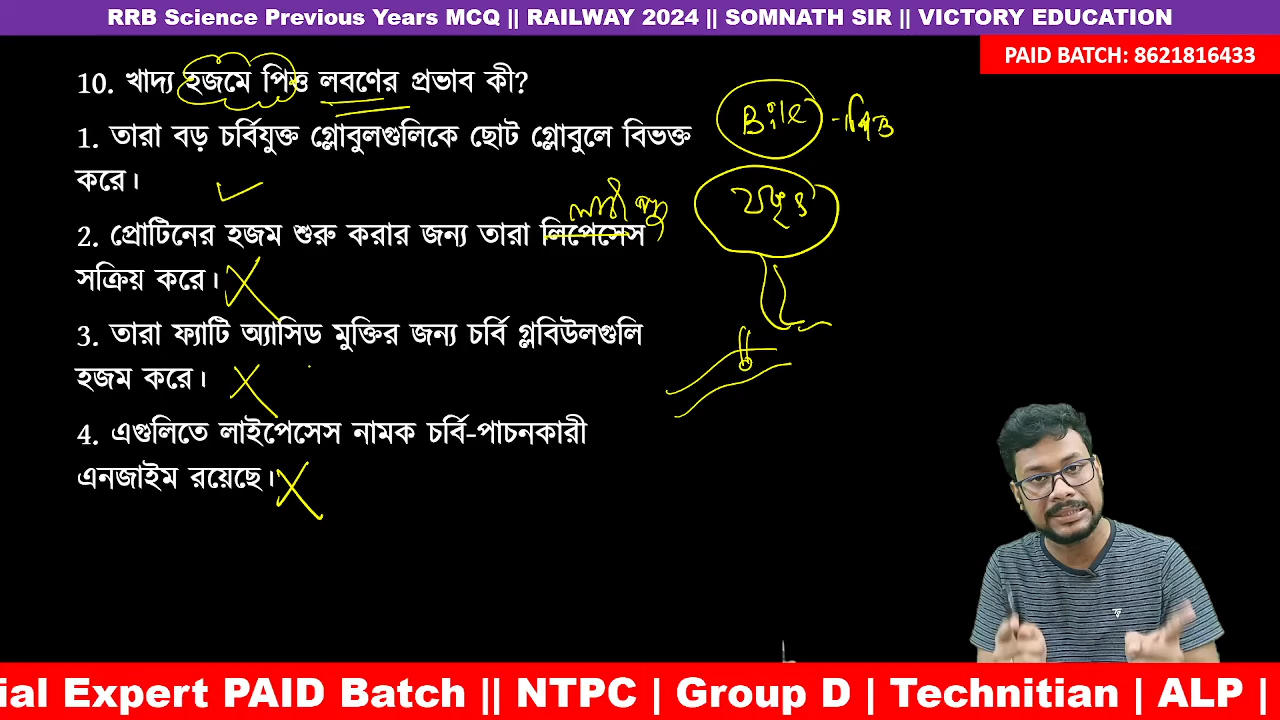 RRB Science Previous Years MCQ || RAILWAY 2024 || SOMNATH SIR || VICTORY EDUCATION
PAID BATCH: 8621816433
10. খাদ্য হজমে পিত্ত লবণের প্রভাব কী?
1. তারা বড় চর্বিযুক্ত গ্লোবুলগুলিকে ছোট গ্লোবুলে বিভক্ত
করে।
2. প্রোটিনের হজম শুরু করার জন্য তারা লিপেসেস
সক্রিয় করে।
3. তারা ফ্যাটি অ্যাসিড মুক্তির জন্য চর্বি গ্লবিউলগুলি
হজম করে।
4. এগুলিতে লাইপেসেস নামক চর্বি-পাচনকারী
এনজাইম রয়েছে।
Bile - পিত্ত
যকৃৎ
ial Expert PAID Batch || NTPC | Group D | Technitian | ALP |